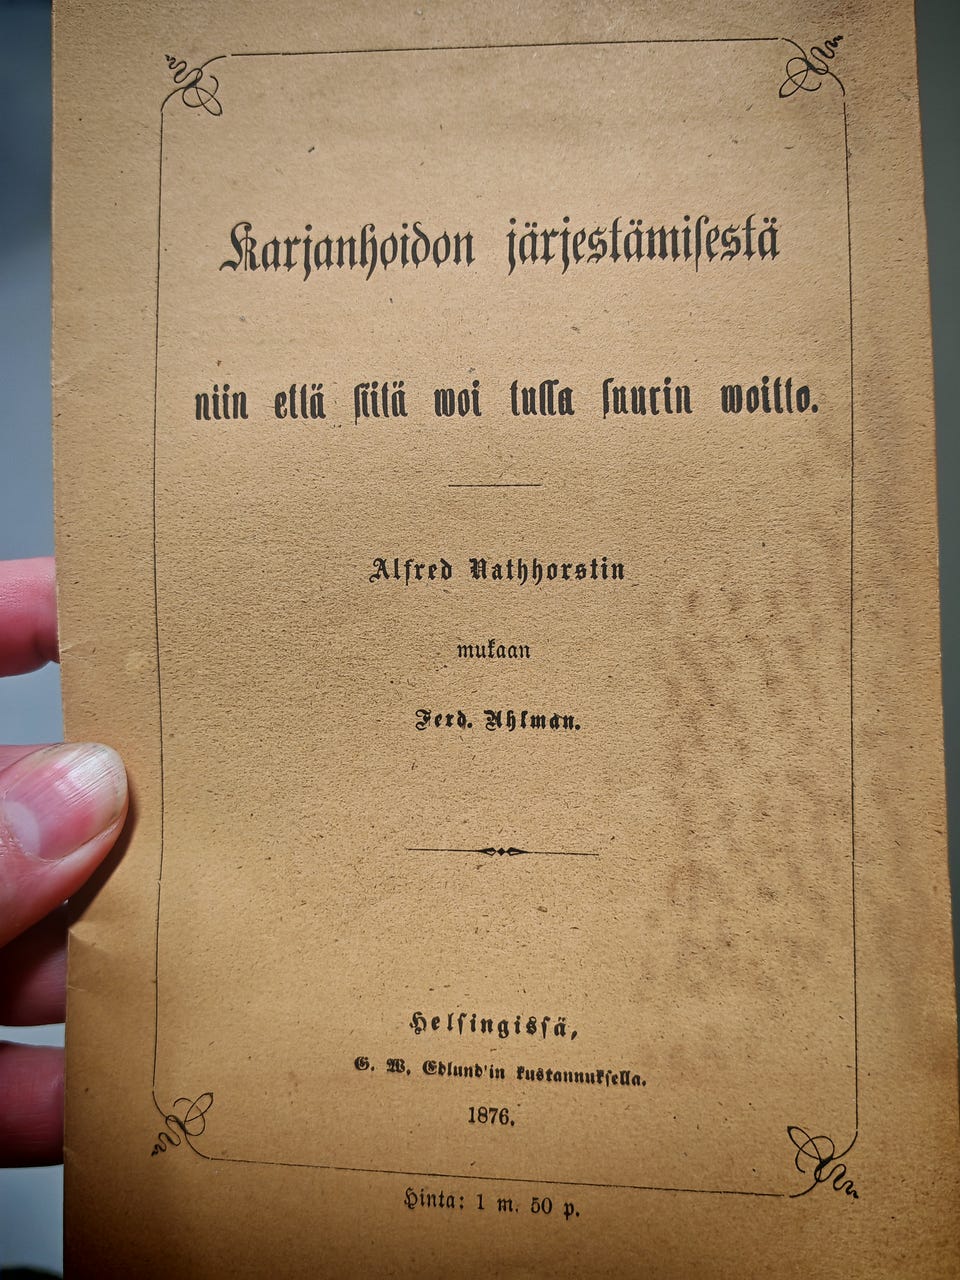 Karjanhoidon järjestämisestä
niin että siitä woi tulla suurin woitto.
Alfred Nathhorstin
mukaan
Ferd. Ahlman.
Helsingissä,
G. W. Edlund'in kustannuksella.
1876.
Hinta: 1 m. 50 p.